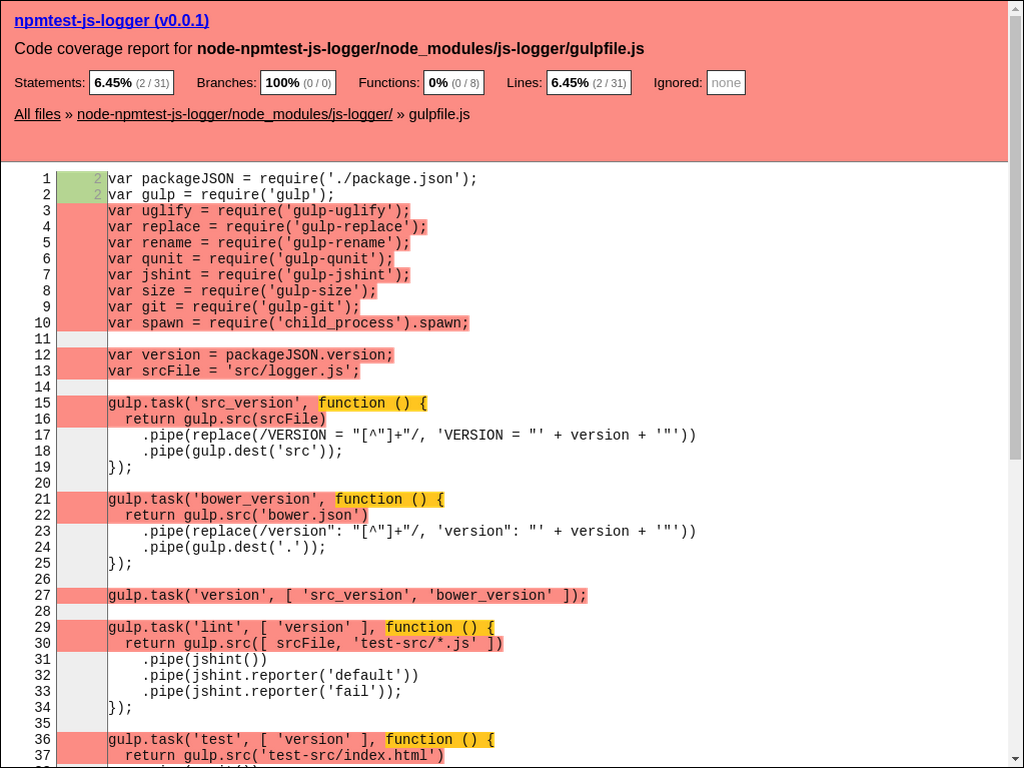 npmtest-js-logger (v0.0.1)
Code coverage report for node-npmtest-js-logger/node_modules/js-logger/gulpfile.js
Statements: 6.45% (2 / 31) Branches: 100% (0 / 0) Functions: 0% (0 / 8) Lines: 6.45% (2 / 31) Ignored: none
All files » node-npmtest-js-logger/node_modules/js-logger/ » gulpfile.js
1 2 var packageJSON = require('./package.json');
2 2 var gulp = require('gulp');
3 var uglify = require('gulp-uglify');
4 var replace = require('gulp-replace');
5 var rename = require('gulp-rename');
6 var qunit = require('gulp-qunit');
7 var jshint = require('gulp-jshint');
8 var size = require('gulp-size');
9 var git = require('gulp-git');
10 var spawn = require('child_process').spawn;
11
12 var version = packageJSON.version;
13 var srcFile = 'src/logger.js';
14
15 gulp.task('src_version', function () {
16   return gulp.src(srcFile)
17     .pipe(replace(/VERSION = "[^"]+"/, 'VERSION = "' + version + '"'))
18     .pipe(gulp.dest('src'));
19 });
20
21 gulp.task('bower_version', function () {
22   return gulp.src('bower.json')
23     .pipe(replace(/version": "[^"]+"/, 'version": "' + version + '"'))
24     .pipe(gulp.dest('.'));
25 });
26
27 gulp.task('version', [ 'src_version', 'bower_version' ]);
28
29 gulp.task('lint', [ 'version' ], function () {
30   return gulp.src([ srcFile, 'test-src/*.js' ])
31     .pipe(jshint())
32     .pipe(jshint.reporter('default'))
33     .pipe(jshint.reporter('fail'));
34 });
35
36 gulp.task('test', [ 'version' ], function () {
37   return gulp.src('test-src/index.html')